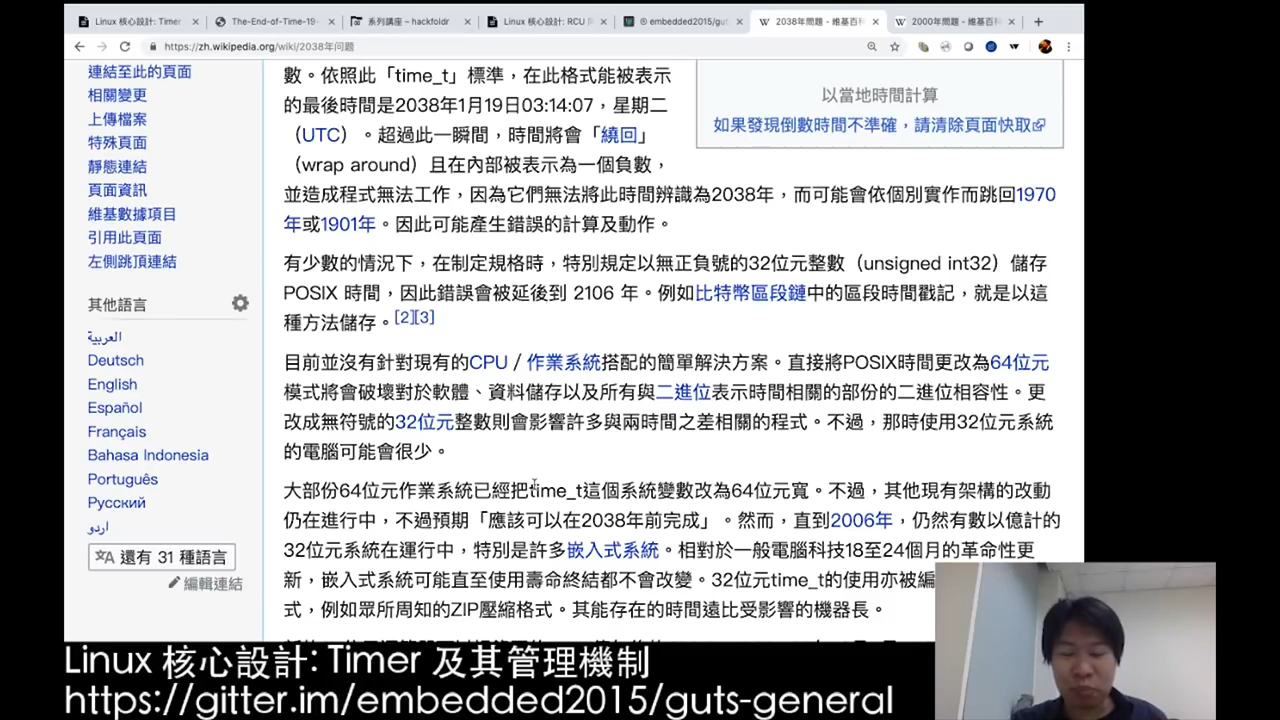 Linux 核心設計: Timer
The-End-of-Time-19
系列講座 – hackfoldr
Linux 核心設計: RCU
@ embedded2015/gut
2038年問題 - 維基百科
2000年問題 - 維基百科
https://zh.wikipedia.org/wiki/2038年问题
連結至此的頁面
相關變更
上傳檔案
特殊頁面
靜態連結
頁面資訊
維基數據項目
引用此頁面
左側跳頂連結
其他語言
العربية
Deutsch
English
Español
Français
Bahasa Indonesia
Português
Русский
اردو
還有 31 種語言
編輯連結
數。依照此「time_t」標準，在此格式能被表示
的最後時間是2038年1月19日03:14:07，星期二
（UTC）。超過此一瞬間，時間將會「繞回」
（wrap around）且在內部被表示為一個負數，
並造成程式無法工作，因為它們無法將此時間辨識為2038年，而可能會依個別實作而跳回1970
年或1901年。因此可能產生錯誤的計算及動作。
以當地時間計算
如果發現倒數時間不準確，請清除頁面快取
有少數的情況下，在制定規格時，特別規定以無正負號的32位元整數（unsigned int32）儲存
POSIX 時間，因此錯誤會被延後到 2106 年。例如比特幣區段鏈中的區段時間戳記，就是以這
種方法儲存。[2][3]
目前並沒有針對現有的CPU / 作業系統搭配的簡單解決方案。直接將POSIX時間更改為64位元
模式將會破壞對於軟體、資料儲存以及所有與二進位表示時間相關的部份的二進位相容性。更
改成無符號的32位元整數則會影響許多與兩時間之差相關的程式。不過，那時使用32位元系統
的電腦可能會很少。
大部份64位元作業系統已經把time_t這個系統變數改為64位元寬。不過，其他現有架構的改動
仍在進行中，不過預期「應該可以在2038年前完成」。然而，直到2006年，仍然有數以億計的
32位元系統在運行中，特別是許多嵌入式系統。相對於一般電腦科技18至24個月的革命性更
新，嵌入式系統可能直至使用壽命終結都不會改變。32位元time_t的使用亦被編
式，例如眾所周知的ZIP壓縮格式。其能存在的時間遠比受影響的機器長。
Linux 核心設計: Timer 及其管理機制
https://gitter.im/embedded2015/guts-general